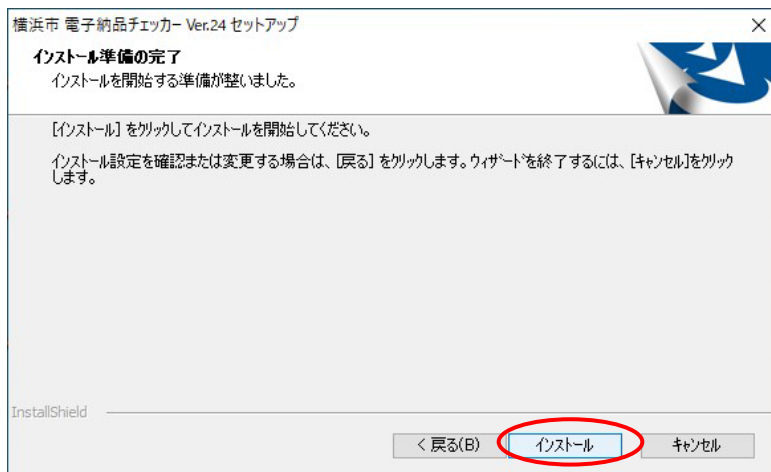 横浜市 電子納品チェッカー Ver.24 セットアップ
インストール準備の完了
インストールを開始する準備が整いました。
[インストール] をクリックしてインストールを開始してください。
インストール設定を確認または変更する場合は、[戻る] をクリックします。ウィザードを終了するには、[キャンセル]をクリック
します。
InstallShield
< 戻る(B)
インストール
キャンセル